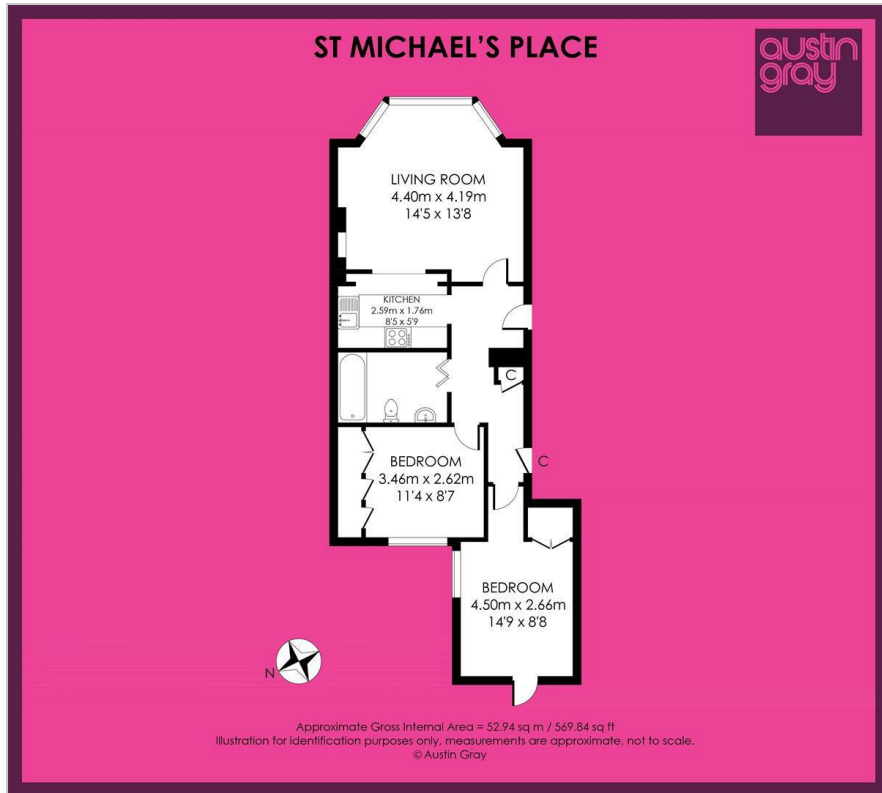 ST MICHAEL'S PLACE
austin
gray
LIVING ROOM
4.40m x 4.19m
14'5 x 13'8
KITCHEN
2.59m x 1.76m
8'5 x 5'9
C
C
BEDROOM
3.46m x 2.62m
11'4 x 8'7
BEDROOM
4.50m x 2.66m
14'9 x 8'8
N
Approximate Gross Internal Area = 52.94 sq m / 569.84 sq ft
Illustration for identification purposes only, measurements are approximate, not to scale.
© Austin Gray